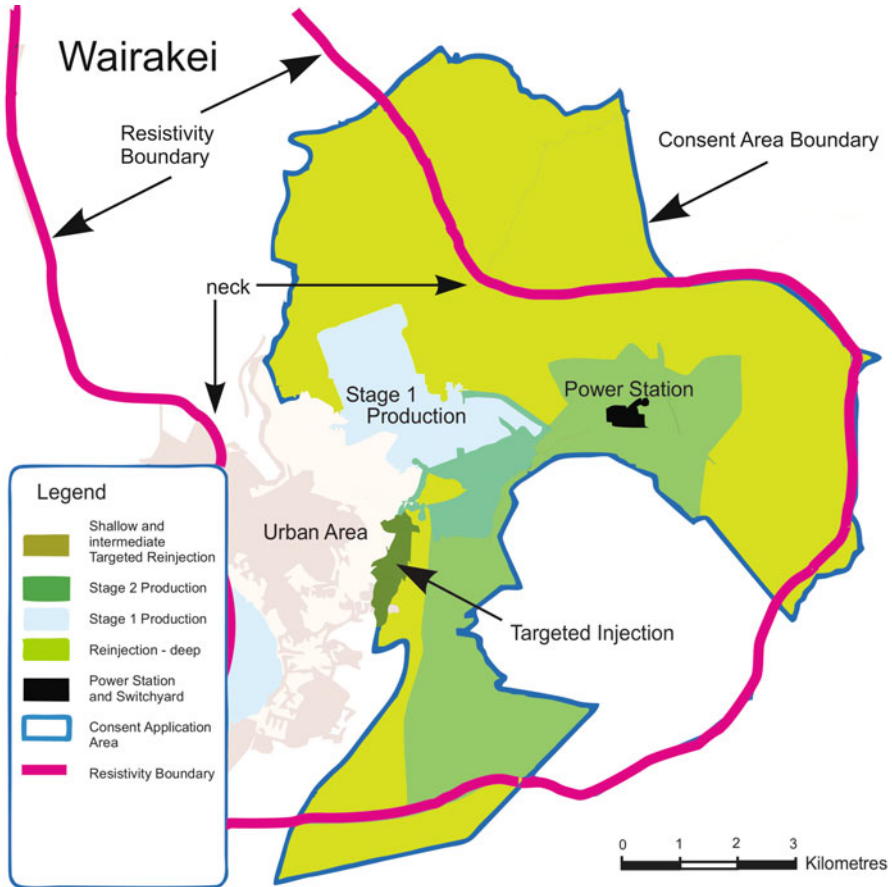 Wairakei
Resistivity
Boundary
Consent Area Boundary
neck
Stage 1
Production
Power Station
Urban Area
Targeted Injection
Legend
Shallow and
intermediate
Targeted Reinjection
Stage 2 Production
Stage 1 Production
Reinjection - deep
Power Station
and Switchyard
Consent Application
Area
Resistivity Boundary
0 1 2 3
Kilometres